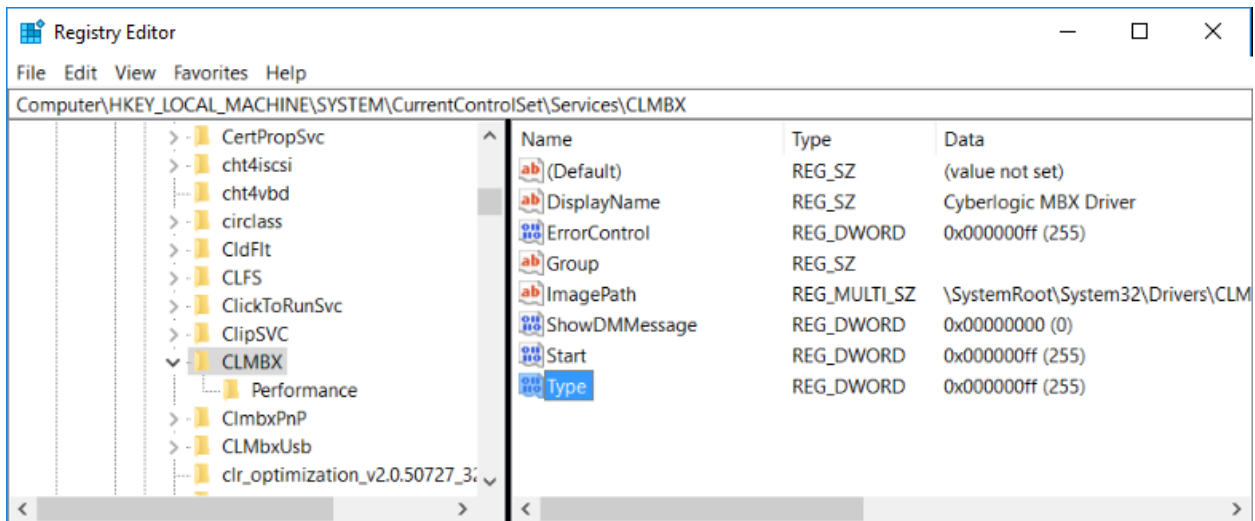 Registry Editor
File Edit View Favorites Help
Computer\HKEY_LOCAL_MACHINE\SYSTEM\CurrentControlSet\Services\CLMBX
CertPropSvc
cht4iscsi
cht4vbd
circlass
CldFlt
CLFS
ClickToRunSvc
ClipSVC
CLMBX
Performance
ClmbxPnP
CLMbxUsb
clr_optimization_v2.0.50727_32
Name Type Data
(Default) REG_SZ (value not set)
DisplayName REG_SZ Cyberlogic MBX Driver
ErrorControl REG_DWORD 0x000000ff (255)
Group REG_SZ
ImagePath REG_MULTI_SZ \SystemRoot\System32\Drivers\CLM
ShowDMMessage REG_DWORD 0x00000000 (0)
Start REG_DWORD 0x000000ff (255)
Type REG_DWORD 0x000000ff (255)